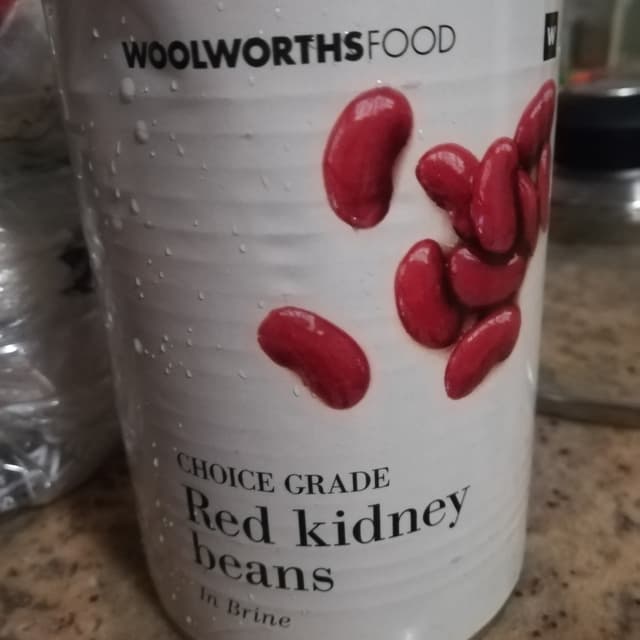 WOOLWORTHSFOOD
W
CHOICE GRADE
Red kidney
beans
In Brine